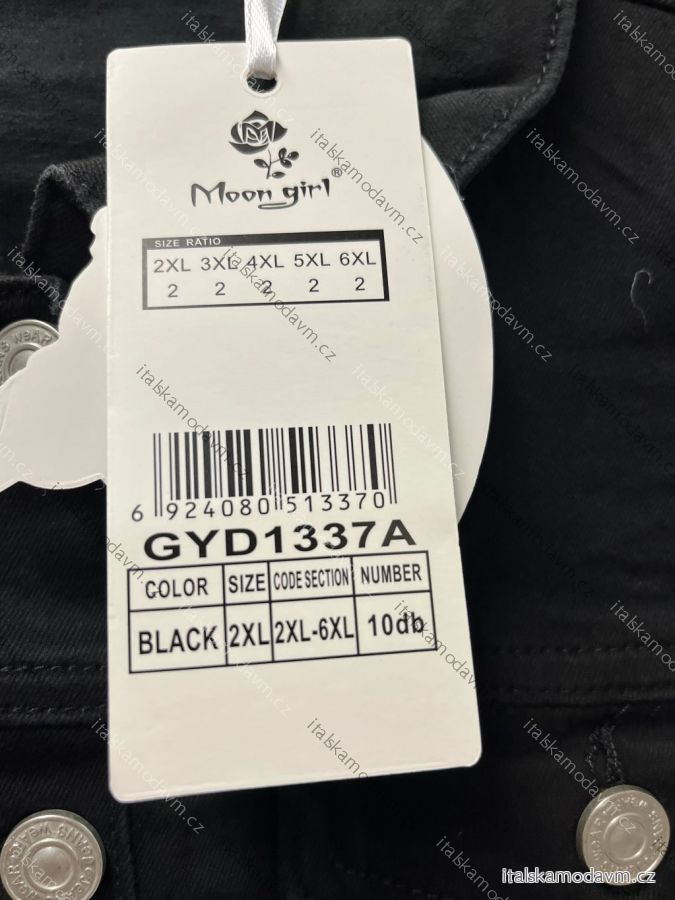 Moon girl®
SIZE RATIO
2XL 3XL 4XL 5XL 6XL
2 2 2 2 2
6 924080 513370
GYD1337A
COLOR SIZE CODE SECTION NUMBER
BLACK 2XL 2XL-6XL 10db
italskamodavm.cz